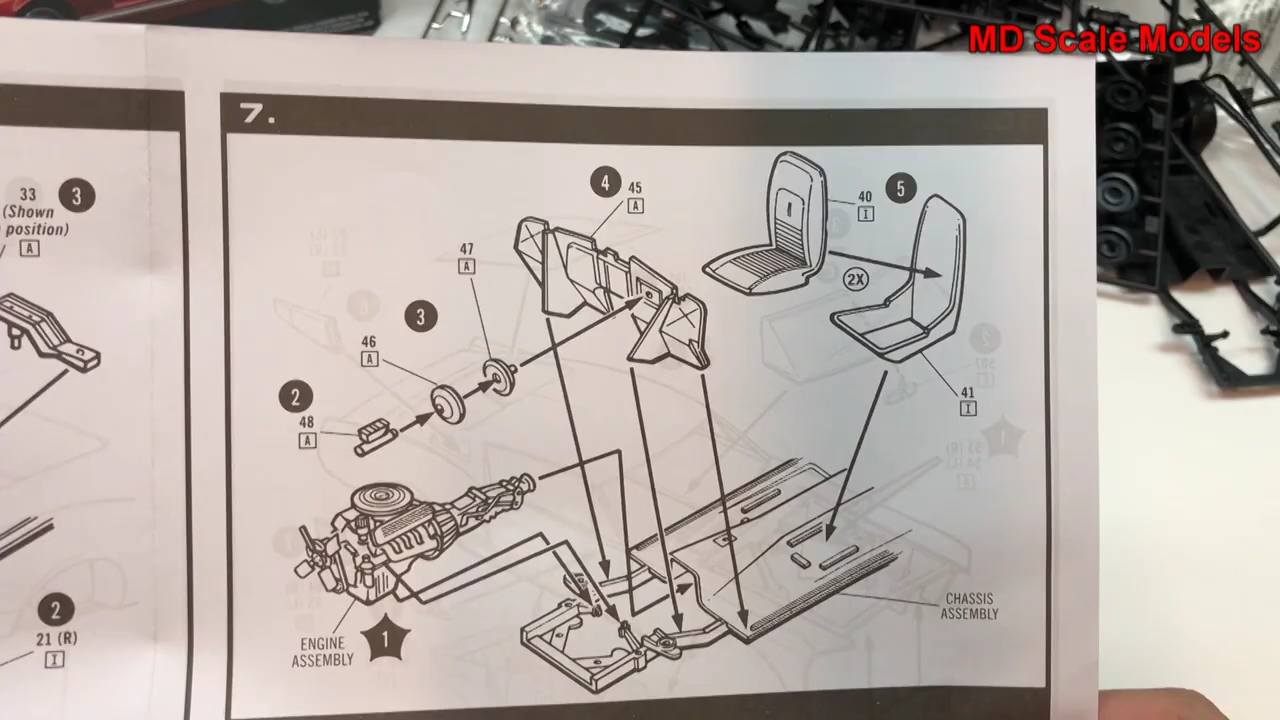 MD Scale Models
7.
33
3
(Shown
position)
A
2
21 (R)
I
4
45
A
40
I
5
47
A
2X
3
46
A
2
48
A
41
I
ENGINE
ASSEMBLY
1
CHASSIS
ASSEMBLY